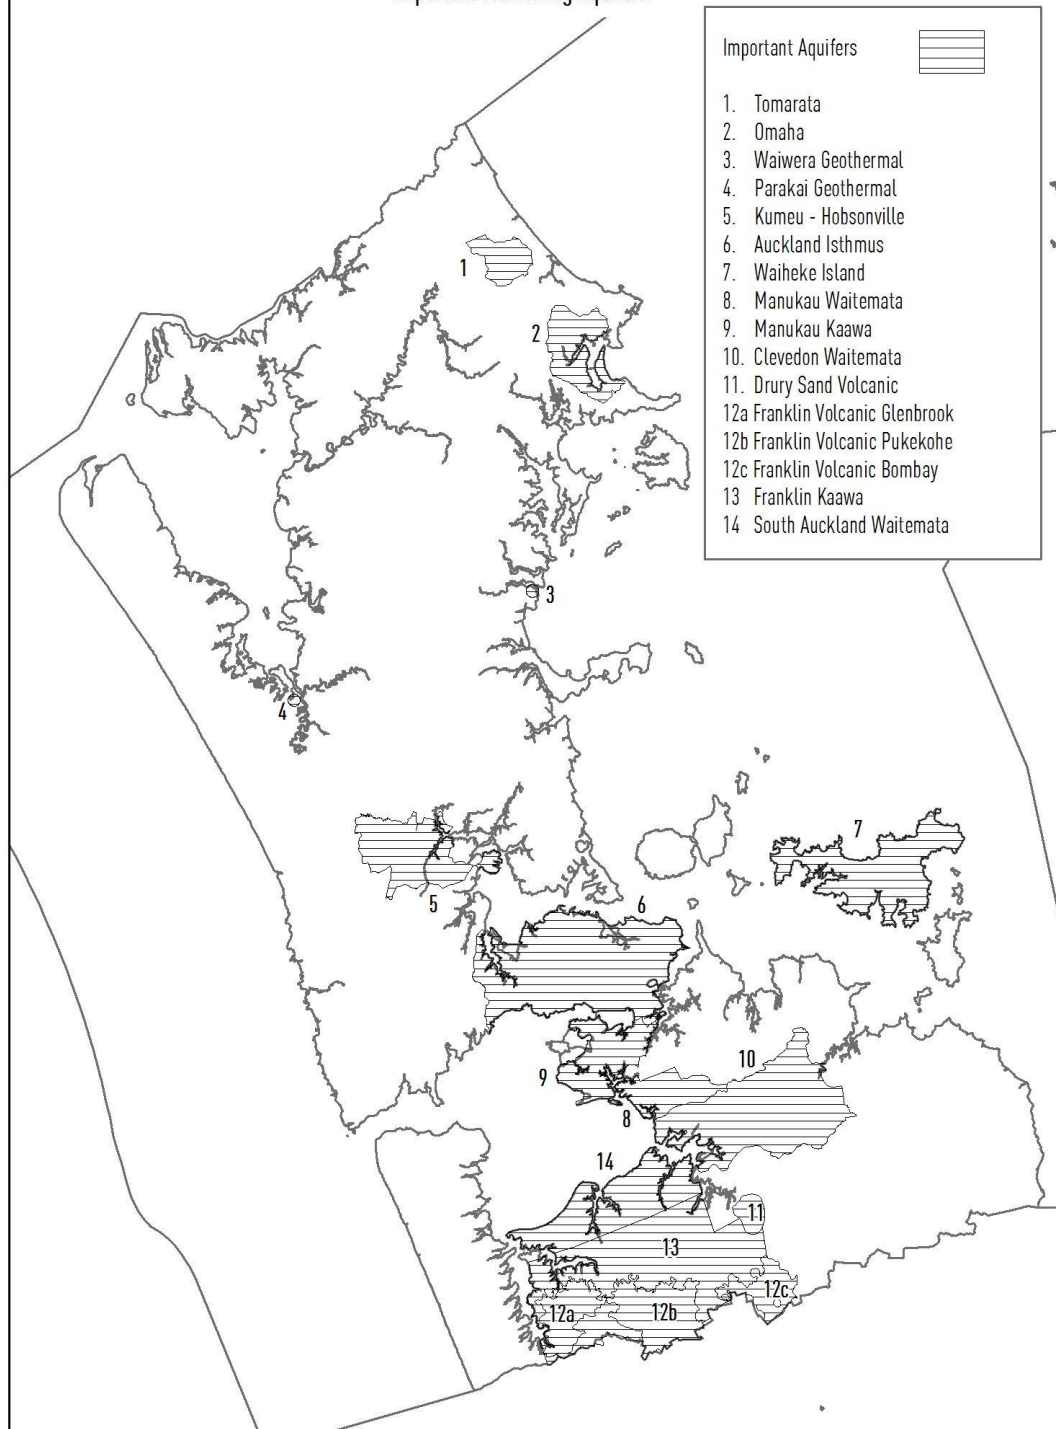 Important Aquifers
1. Tomarata
2. Omaha
3. Waiwera Geothermal
4. Parakai Geothermal
5. Kumeu - Hobsonville
6. Auckland Isthmus
7. Waiheke Island
8. Manukau Waitemata
9. Manukau Kaawa
10. Clevedon Waitemata
11. Drury Sand Volcanic
12a Franklin Volcanic Glenbrook
12b Franklin Volcanic Pukekohe
12c Franklin Volcanic Bombay
13 Franklin Kaawa
14 South Auckland Waitemata
1
2
3
4
7
5
6
10
9
8
14
11
13
12c
12a
12b